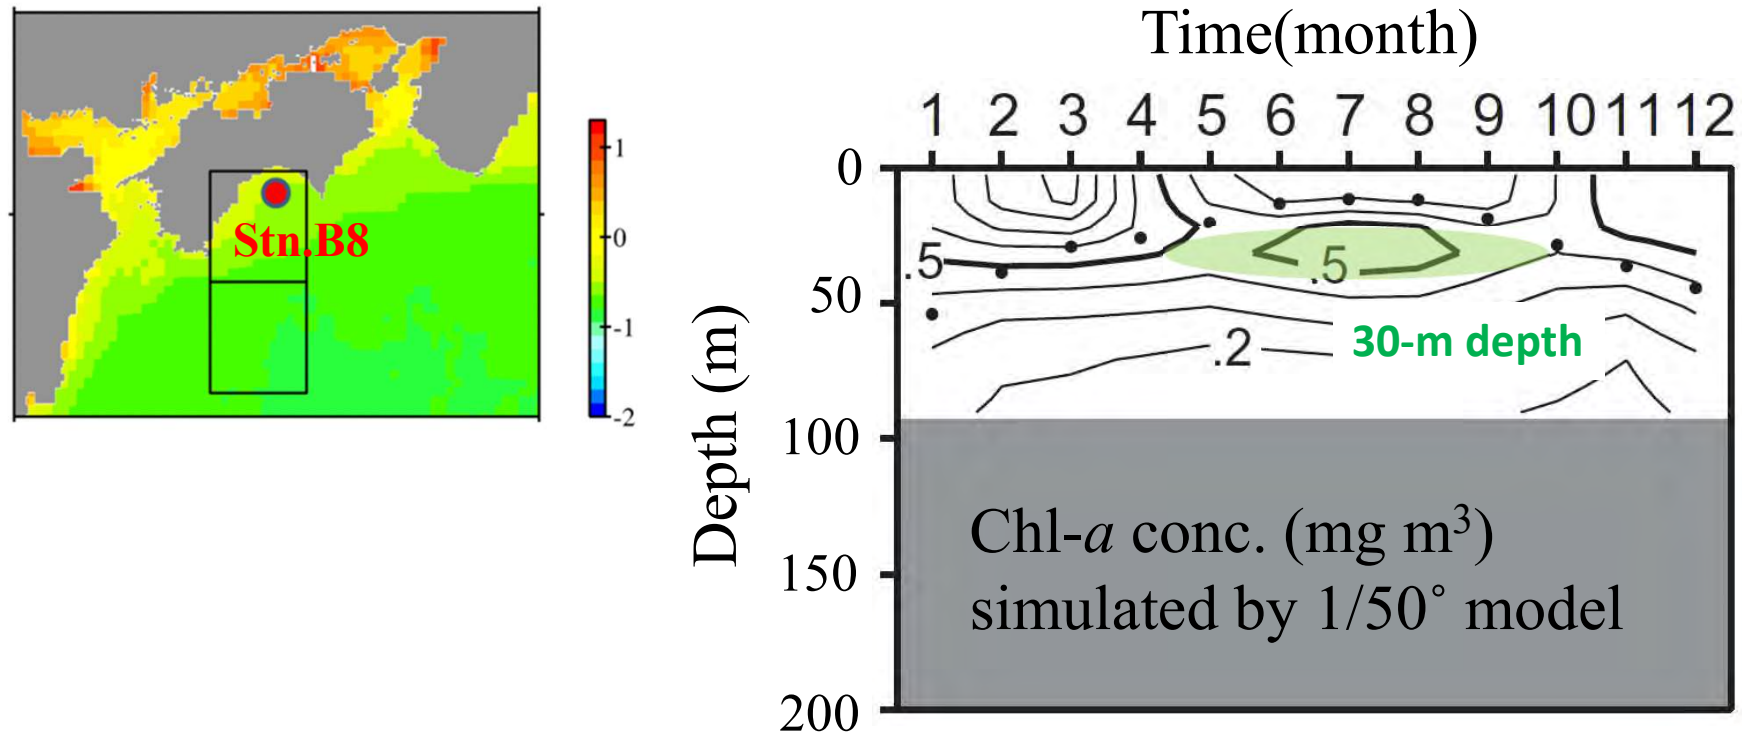 1
0
-1
-2
Stn.B8
Time(month)
1 2 3 4 5 6 7 8 9 10 11 12
Depth (m)
0
50
100
150
200
.5
.5
.2
30-m depth
Chl-a conc. (mg m³)
simulated by 1/50° model